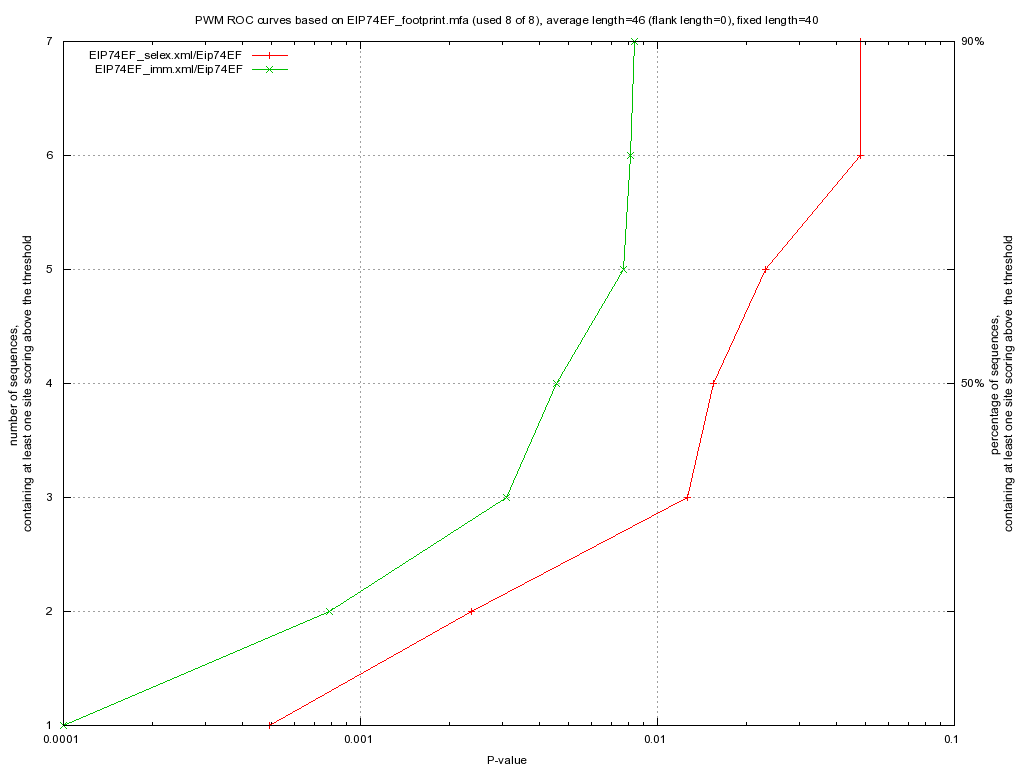 PWM ROC curves based on EIP74EF_footprint.mfa (used 8 of 8), average length=46 (flank length=0), fixed length=40
EIP74EF_selex.xml/Eip74EF
EIP74EF_imm.xml/Eip74EF
7
6
5
4
3
2
1
90%
50%
number of sequences,
containing at least one site scoring above the threshold
percentage of sequences,
containing at least one site scoring above the threshold
0.0001
0.001
0.01
0.1
P-value